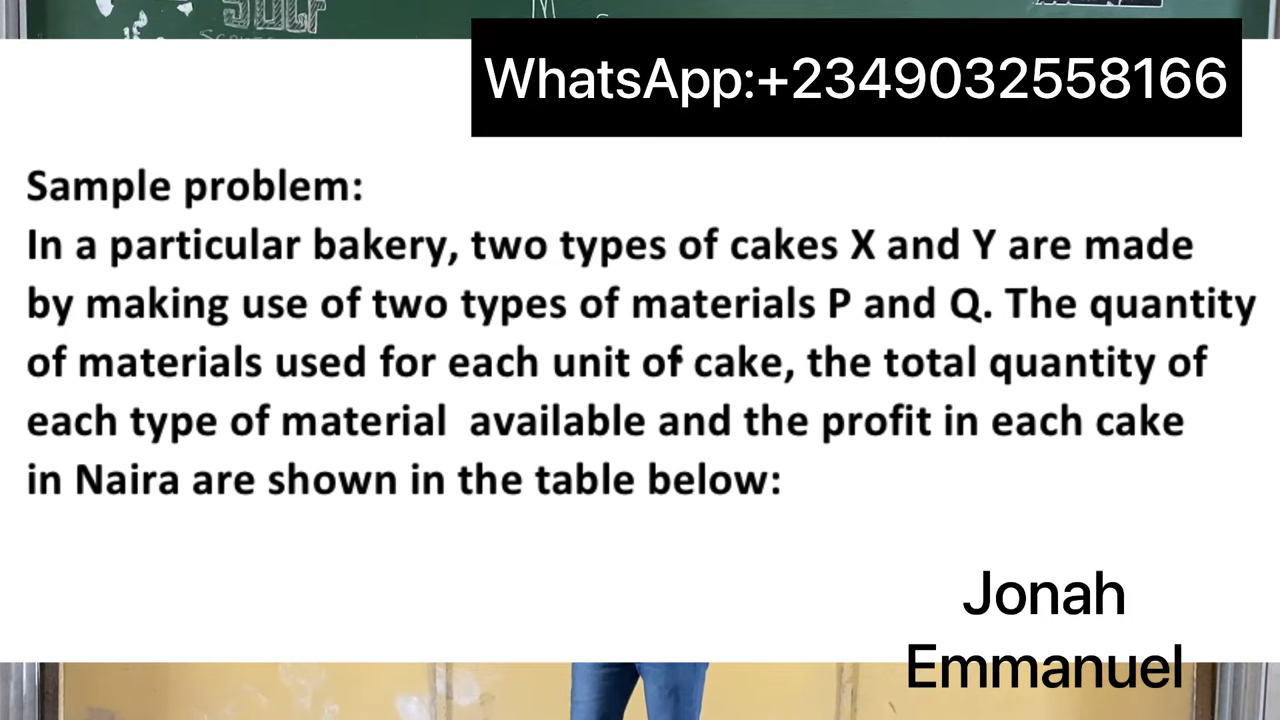 WhatsApp:+2349032558166
Sample problem:
In a particular bakery, two types of cakes X and Y are made
by making use of two types of materials P and Q. The quantity
of materials used for each unit of cake, the total quantity of
each type of material  available and the profit in each cake
in Naira are shown in the table below:
Jonah
Emmanuel